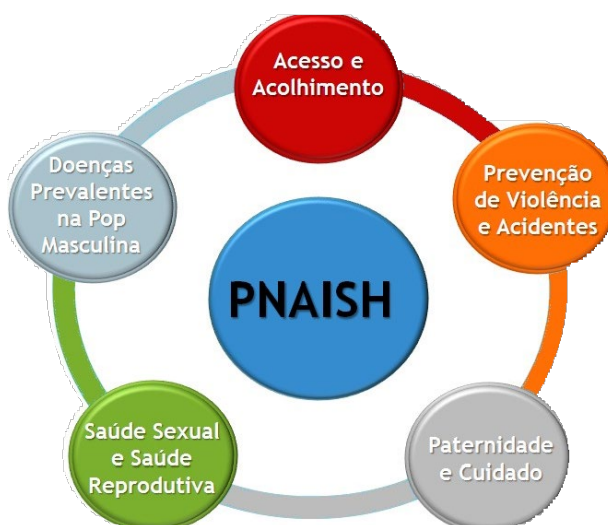 Acesso e
Acolhimento
Prevenção
de Violência
e Acidentes
Paternidade
e Cuidado
Saúde Sexual
e Saúde
Reprodutiva
Doenças
Prevalentes
na Pop
Masculina
PNAISH